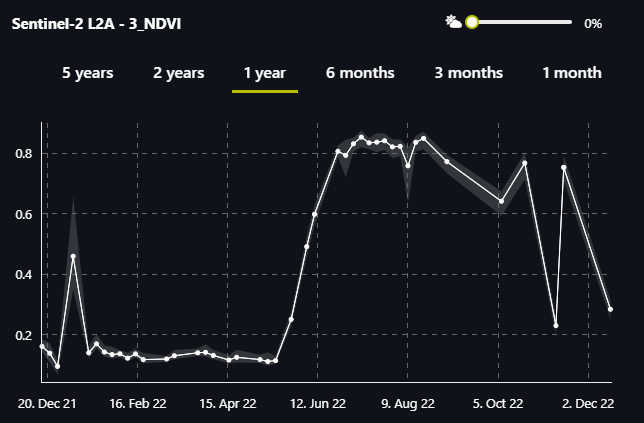 Sentinel-2 L2A - 3_NDVI
0%
5 years 2 years 1 year 6 months 3 months 1 month
0.8
0.6
0.4
0.2
20. Dec 21 16. Feb 22 15. Apr 22 12. Jun 22 9. Aug 22 5. Oct 22 2. Dec 22